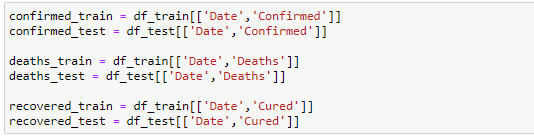 confirmed_train = df_train[['Date','Confirmed']]
confirmed_test = df_test[['Date','Confirmed']]
deaths_train = df_train[['Date','Deaths']]
deaths_test = df_test[['Date','Deaths']]
recovered_train = df_train[['Date','Cured']]
recovered_test = df_test[['Date','Cured']]